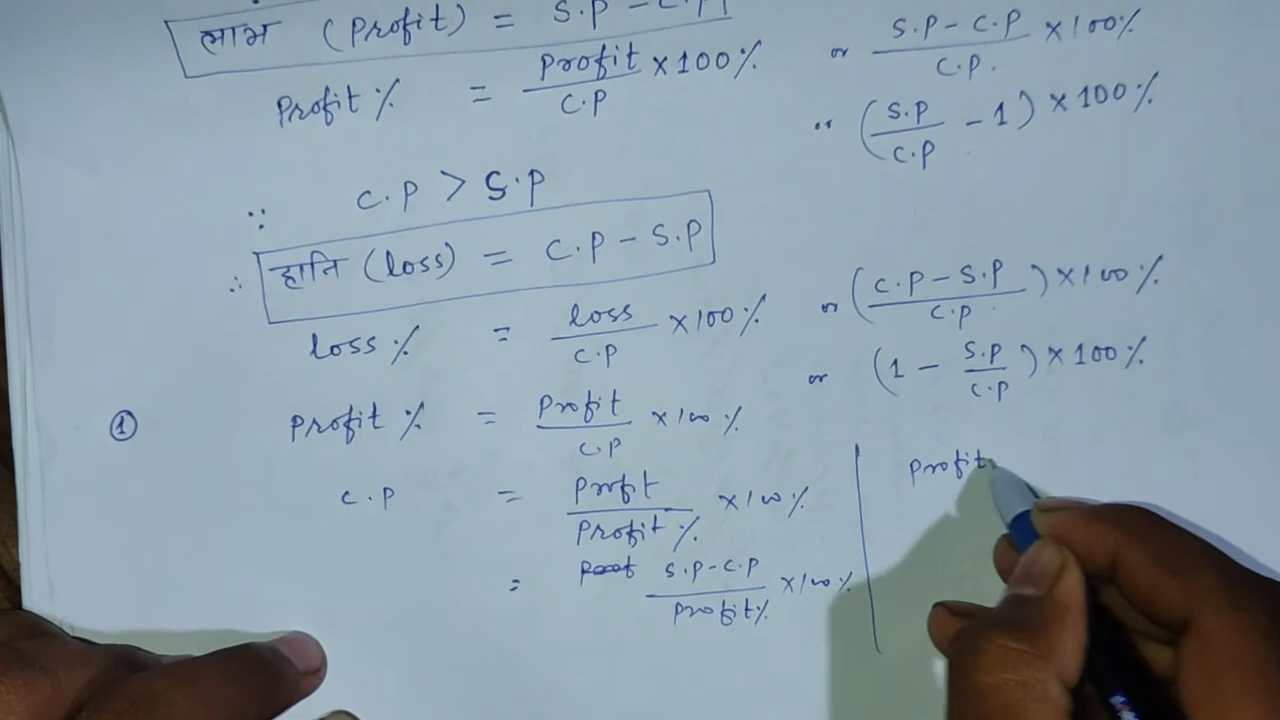 लाभ (Profit) = S.P - C.P
Profit % = Profit/C.P × 100% or S.P - C.P/C.P. × 100%
or (S.P/C.P - 1) × 100%
∵ C.P > S.P
∴ हानि (loss) = C.P - S.P
loss % = loss/C.P × 100% or (C.P - S.P/C.P) × 100%
or (1 - S.P/C.P) × 100%
① Profit % = Profit/C.P × 100%
C.P = Profit/Profit % × 100%
= S.P - C.P/Profit% × 100%
Profit